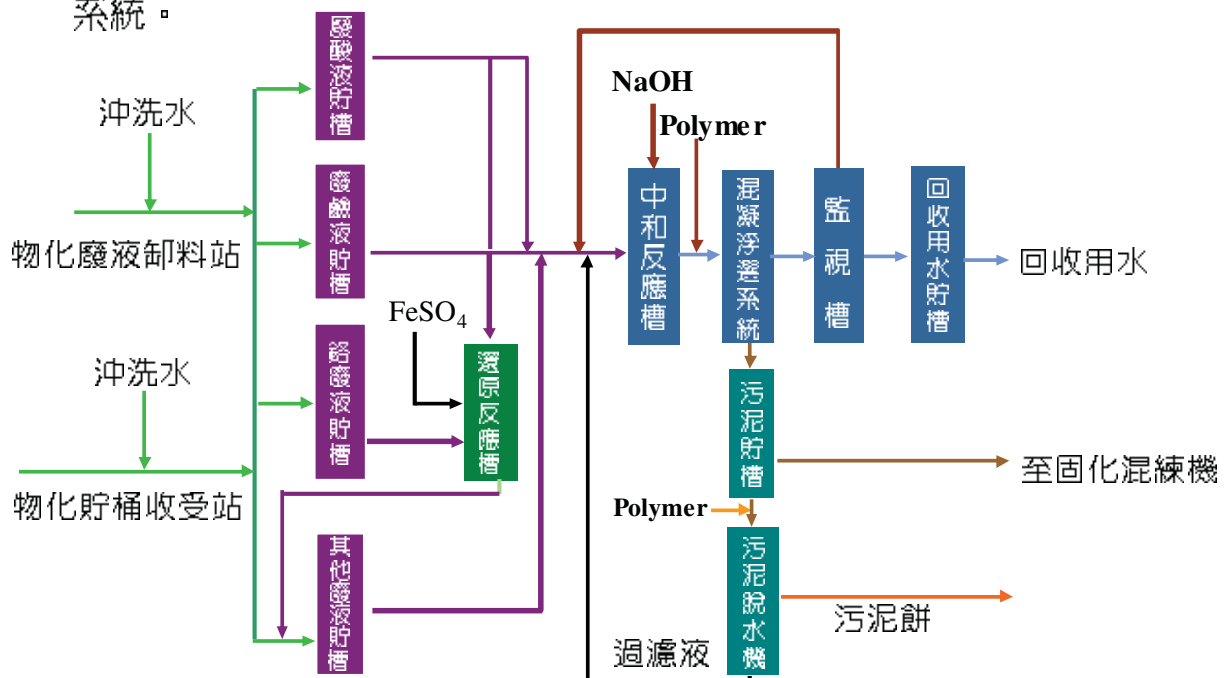 系統。
廢酸液貯槽
NaOH
沖洗水
Polymer
廢鹼液貯槽
中和反應槽
混凝浮選系統
監視槽
回收用水貯槽
物化廢液卸料站
回收用水
FeSO4
鉻廢液貯槽
還原反應槽
沖洗水
污泥貯槽
至固化混練機
物化貯桶收受站
Polymer
其他廢液貯槽
污泥脫水機
污泥餅
過濾液